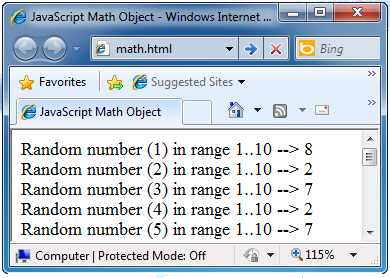 JavaScript Math Object - Windows Internet ...
math.html
Bing
Favorites
Suggested Sites
JavaScript Math Object
Random number (1) in range 1..10 --> 8
Random number (2) in range 1..10 --> 2
Random number (3) in range 1..10 --> 7
Random number (4) in range 1..10 --> 2
Random number (5) in range 1..10 --> 7
Computer | Protected Mode: Off
115%